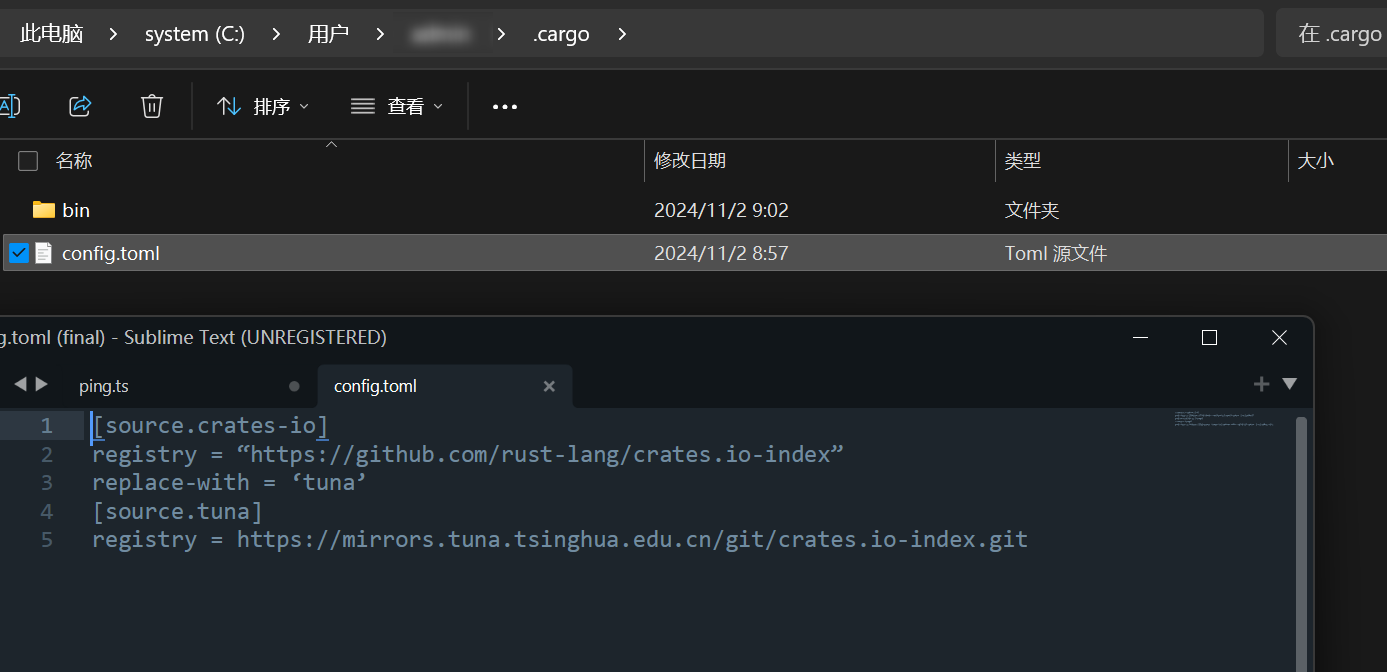 此电脑 > system (C:) > 用户 > > .cargo >
在 .cargo
排序
查看
名称
修改日期
类型
大小
bin
2024/11/2 9:02
文件夹
config.toml
2024/11/2 8:57
Toml 源文件
g.toml (final) - Sublime Text (UNREGISTERED)
ping.ts
config.toml
1 [source.crates-io]
2 registry = “https://github.com/rust-lang/crates.io-index”
3 replace-with = ‘tuna’
4 [source.tuna]
5 registry = https://mirrors.tuna.tsinghua.edu.cn/git/crates.io-index.git